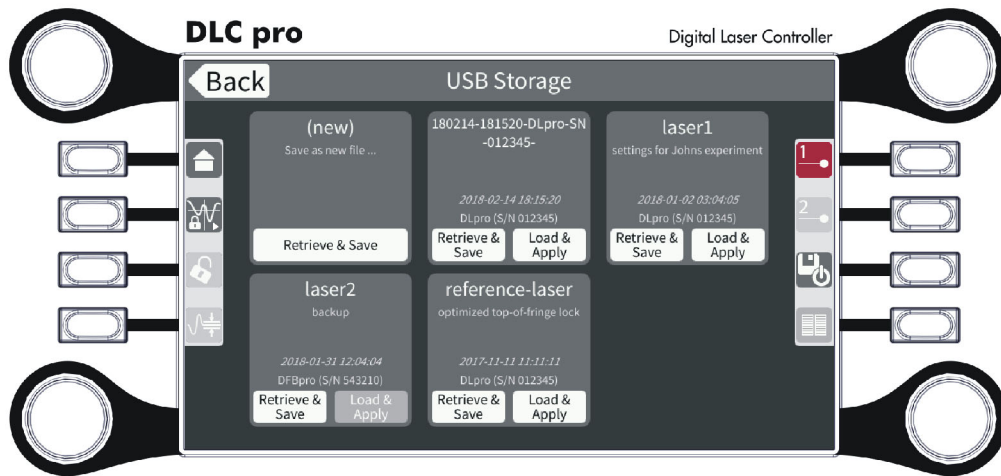 DLC pro
Digital Laser Controller
Back
USB Storage
(new)
Save as new file ...
Retrieve & Save
180214-181520-DLpro-SN
-012345-
2018-02-14 18:15:20
DLpro (S/N 012345)
Retrieve &
Save
Load &
Apply
laser1
settings for Johns experiment
2018-01-02 03:04:05
DLpro (S/N 012345)
Retrieve &
Save
Load &
Apply
laser2
backup
2018-01-31 12:04:04
DFBpro (S/N 543210)
Retrieve &
Save
Load &
Apply
reference-laser
optimized top-of-fringe lock
2017-11-11 11:11:11
DLpro (S/N 012345)
Retrieve &
Save
Load &
Apply
1
2